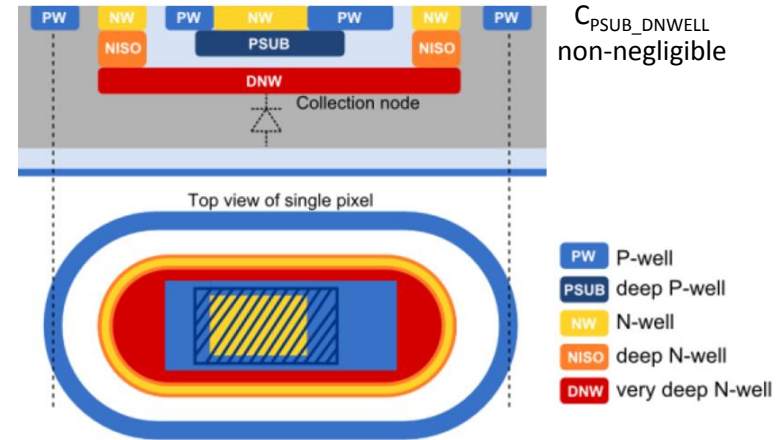 PW NW PW NW PW NW PW
NISO PSUB NISO
DNW
Collection node
C_PSUB_DNWELL
non-negligible
Top view of single pixel
PW P-well
PSUB deep P-well
NW N-well
NISO deep N-well
DNW very deep N-well